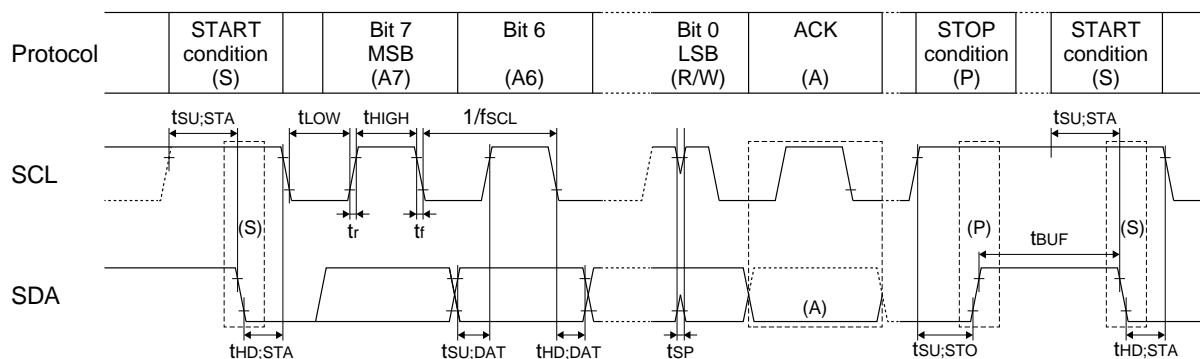 Protocol
START
condition
(S)
Bit 7
MSB
(A7)
Bit 6
(A6)
Bit 0
LSB
(R/W)
ACK
(A)
STOP
condition
(P)
START
condition
(S)
tSU;STA
tLOW
tHIGH
1/fSCL
tSU;STA
SCL
tr
tf
(S)
(P)
tBUF
(S)
SDA
(A)
tHD;STA
tSU;DAT
tHD;DAT
tSP
tSU;STO
tHD;STA